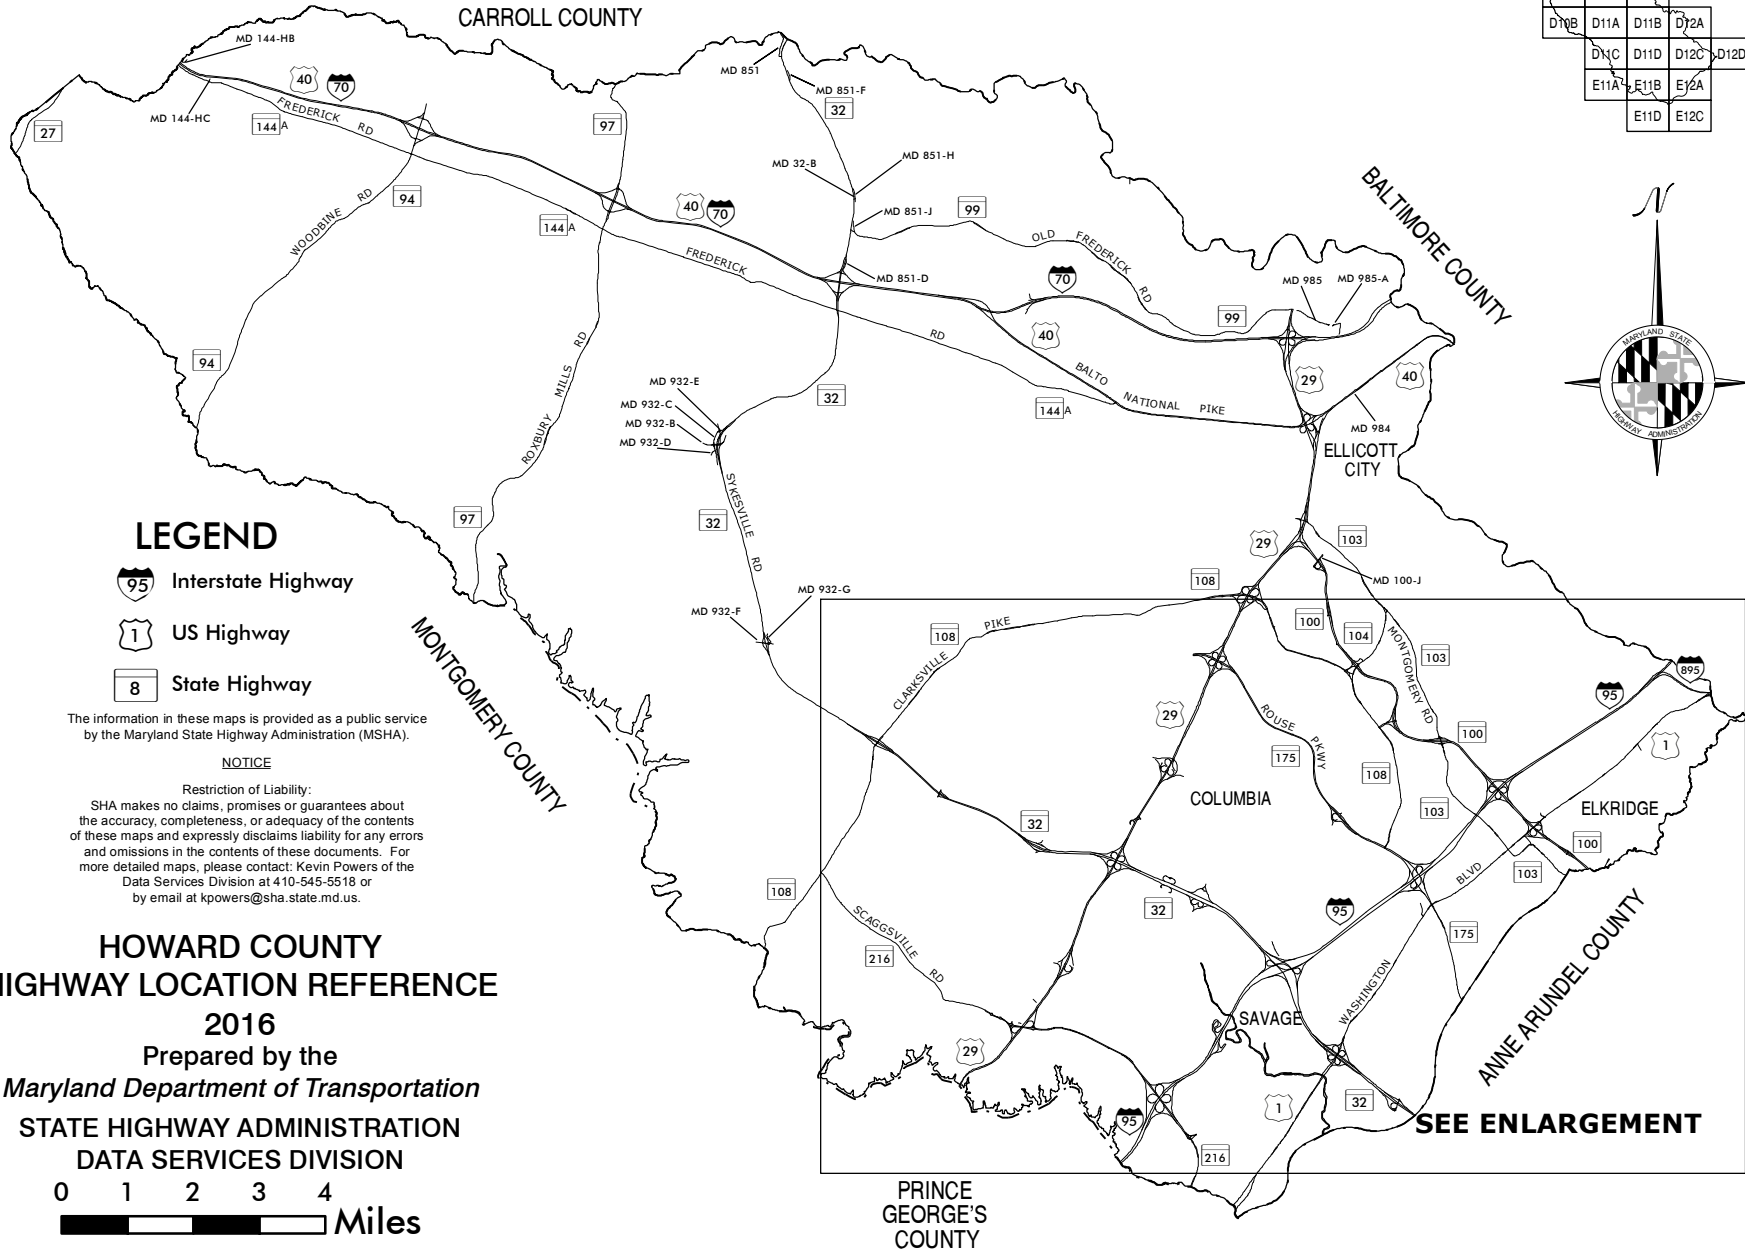 CARROLL COUNTY
D10B D11A D11B D12A
D11C D11D D12C D12D
E11A E11B E12A
E11D E12C
MD 144-HB
MD 851
40
70
MD 851-F
32
MD 144-HC
FREDERICK RD
144 A
27
97
MD 851-H
MD 32-B
BALTIMORE COUNTY
WOODBINE RD
94
40
70
MD 851-J
99
144 A
OLD FREDERICK RD
FREDERICK RD
MD 851-D
70
MD 985
MD 985-A
99
40
MARYLAND STATE
HIGHWAY ADMINISTRATION
94
ROXBURY MILLS RD
BALTO NATIONAL PIKE
29
40
MD 932-E
MD 932-C
MD 932-B
MD 932-D
32
144 A
MD 984
ELLICOTT
CITY
SYKESVILLE RD
97
32
29
103
LEGEND
95 Interstate Highway
1 US Highway
8 State Highway
MD 100-J
108
MD 932-G
MD 932-F
MONTGOMERY COUNTY
108
CLARKSVILLE PIKE
100
104
MONTGOMERY RD
103
895
95
The information in these maps is provided as a public service
by the Maryland State Highway Administration (MSHA).
NOTICE
Restriction of Liability:
SHA makes no claims, promises or guarantees about
the accuracy, completeness, or adequacy of the contents
of these maps and expressly disclaims liability for any errors
and omissions in the contents of these documents. For
more detailed maps, please contact: Kevin Powers of the
Data Services Division at 410-545-5518 or
by email at kpowers@sha.state.md.us.
29
ROUSE PKWY
175
100
1
108
COLUMBIA
103
ELKRIDGE
32
100
108
BLVD
103
SCAGGSVILLE RD
32
95
175
216
WASHINGTON
ANNE ARUNDEL COUNTY
SAVAGE
29
95
1
32
SEE ENLARGEMENT
216
HOWARD COUNTY
HIGHWAY LOCATION REFERENCE
2016
Prepared by the
Maryland Department of Transportation
STATE HIGHWAY ADMINISTRATION
DATA SERVICES DIVISION
0 1 2 3 4
Miles
PRINCE
GEORGE'S
COUNTY